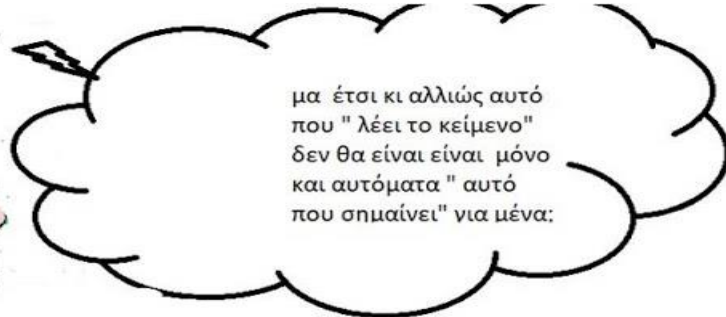 μα έτσι κι αλλιώς αυτό
που " λέει το κείμενο"
δεν θα είναι είναι μόνο
και αυτόματα " αυτό
που σημαίνει" για μένα;